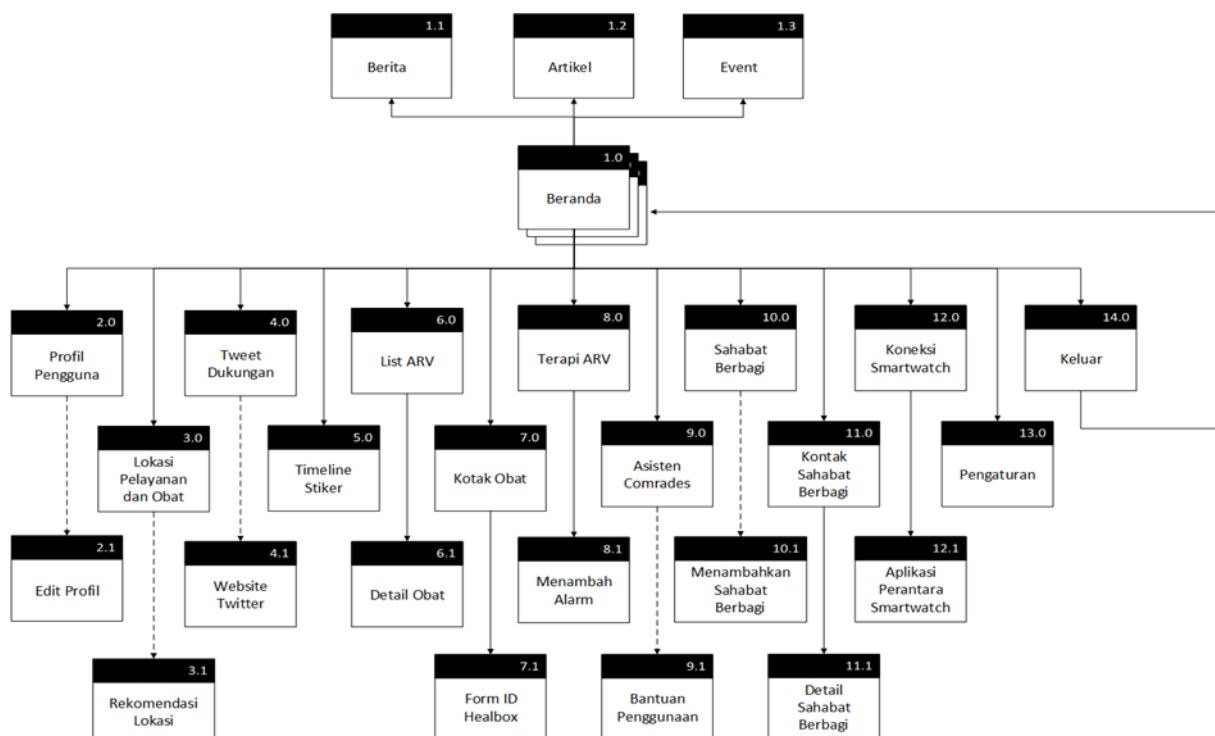 1.1
Berita
1.2
Artikel
1.3
Event
1.0
Beranda
2.0
Profil
Pengguna
4.0
Tweet
Dukungan
6.0
List ARV
8.0
Terapi ARV
10.0
Sahabat
Berbagi
12.0
Koneksi
Smartwatch
14.0
Keluar
3.0
Lokasi
Pelayanan
dan Obat
5.0
Timeline
Stiker
7.0
Kotak Obat
9.0
Asisten
Comrades
11.0
Kontak
Sahabat
Berbagi
13.0
Pengaturan
2.1
Edit Profil
4.1
Website
Twitter
6.1
Detail Obat
8.1
Menambah
Alarm
10.1
Menambahkan
Sahabat
Berbagi
12.1
Aplikasi
Perantara
Smartwatch
3.1
Rekomendasi
Lokasi
7.1
Form ID
Healbox
9.1
Bantuan
Penggunaan
11.1
Detail
Sahabat
Berbagi